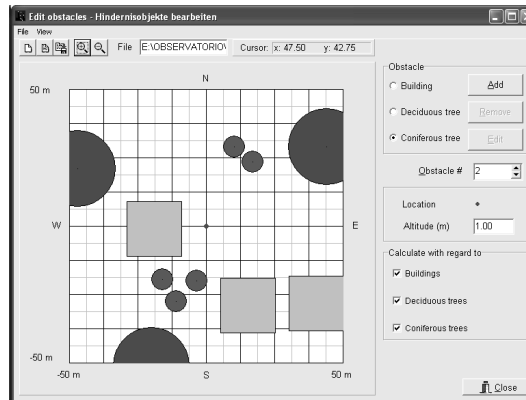 Edit obstacles - Hindernisobjekte bearbeiten
File View
File E:\OBSERVATORIO\ Cursor: x: 47.50 y: 42.75
N
50 m
W
E
-50 m
-50 m
S
50 m
Obstacle
Building
Add
Deciduous tree
Remove
Coniferous tree
Edit
Obstacle # 2
Location
Altitude (m) 1.00
Calculate with regard to
Buildings
Deciduous trees
Coniferous trees
Close